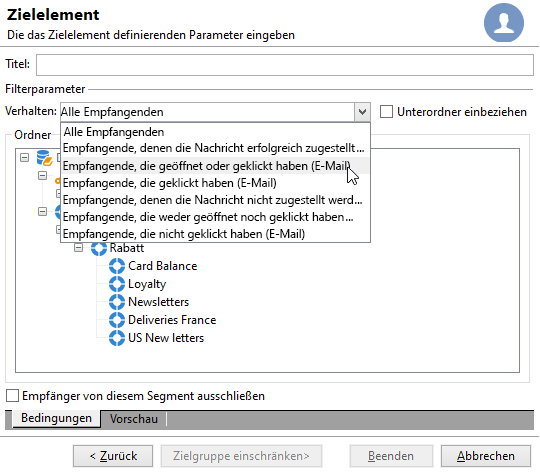 Zielelement
Die das Zielelement definierenden Parameter eingeben
Titel:
Filterparameter
Verhalten: Alle Empfangenden
Unterordner einbeziehen
Ordner
Alle Empfangenden
Empfangende, denen die Nachricht erfolgreich zugestellt...
Empfangende, die geöffnet oder geklickt haben (E-Mail)
Empfangende, die geklickt haben (E-Mail)
Empfangende, denen die Nachricht nicht zugestellt werd...
Empfangende, die weder geöffnet noch geklickt haben...
Empfangende, die nicht geklickt haben (E-Mail)
Rabatt
Card Balance
Loyalty
Newsletters
Deliveries France
US New letters
Empfänger von diesem Segment ausschließen
Bedingungen Vorschau
< Zurück Zielgruppe einschränken> Beenden Abbrechen